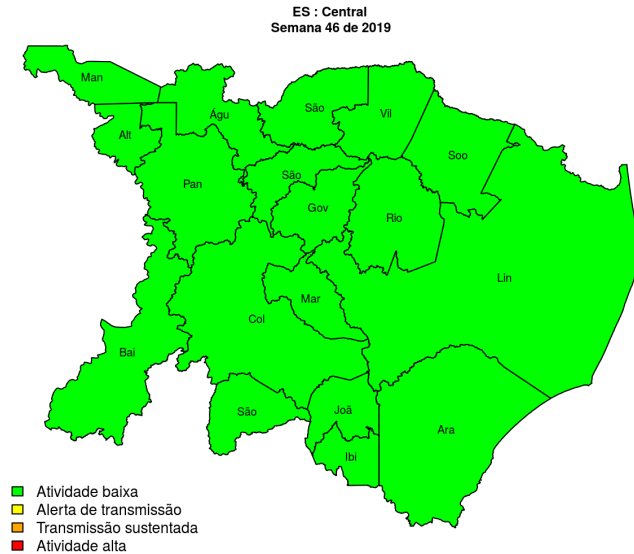 ES : Central
Semana 46 de 2019
Man
São
Vil
Águ
Alt
Soo
São
Pan
Gov
Rio
Lin
Mar
Col
Bai
São
Joã
Ara
Ibi
Atividade baixa
Alerta de transmissão
Transmissão sustentada
Atividade alta